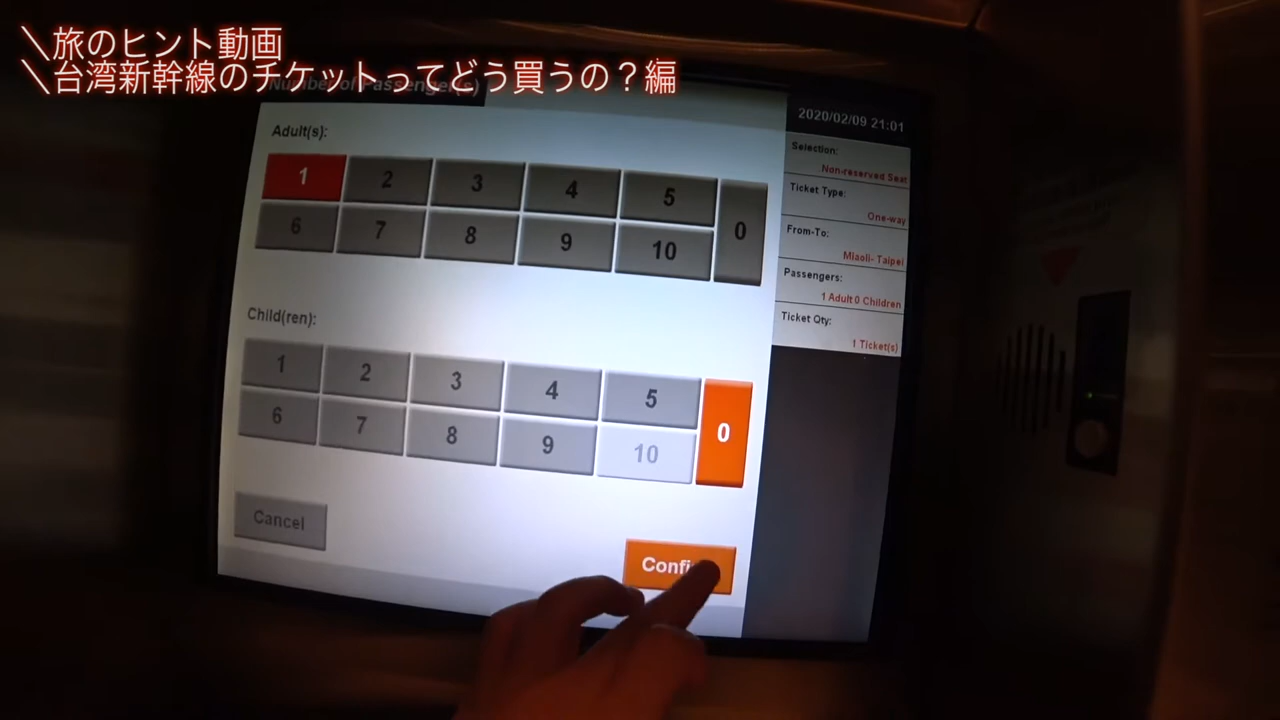 ＼旅のヒント動画
＼台湾新幹線のチケットってどう買うの？編
Number of Passenger(s)
2020/02/09 21:01
Adult(s):
1 2 3 4 5 0
6 7 8 9 10
Child(ren):
1 2 3 4 5 0
6 7 8 9 10
Cancel
Selection:
Non-reserved Seat
Ticket Type:
One-way
From-To:
Miaoli- Taipei
Passengers:
1 Adult 0 Children
Ticket Qty:
1 Ticket(s)